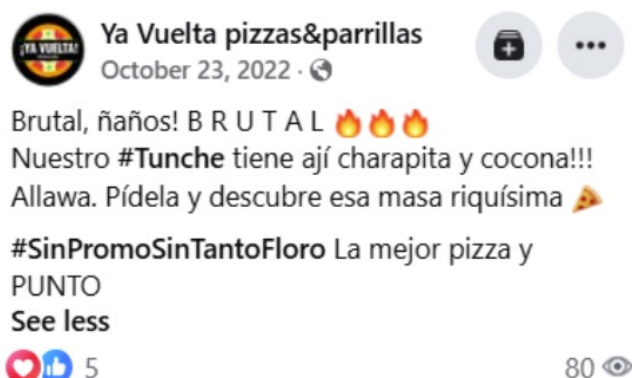 ¡YA VUELTA!
Ya Vuelta pizzas&parrillas
October 23, 2022 ·
Brutal, ñaños! B R U T A L 🔥🔥🔥
Nuestro #Tunche tiene ají charapita y cocona!!!
Allawa. Pídela y descubre esa masa riquísima 🍕
#SinPromoSinTantoFloro La mejor pizza y
PUNTO
See less
5
80